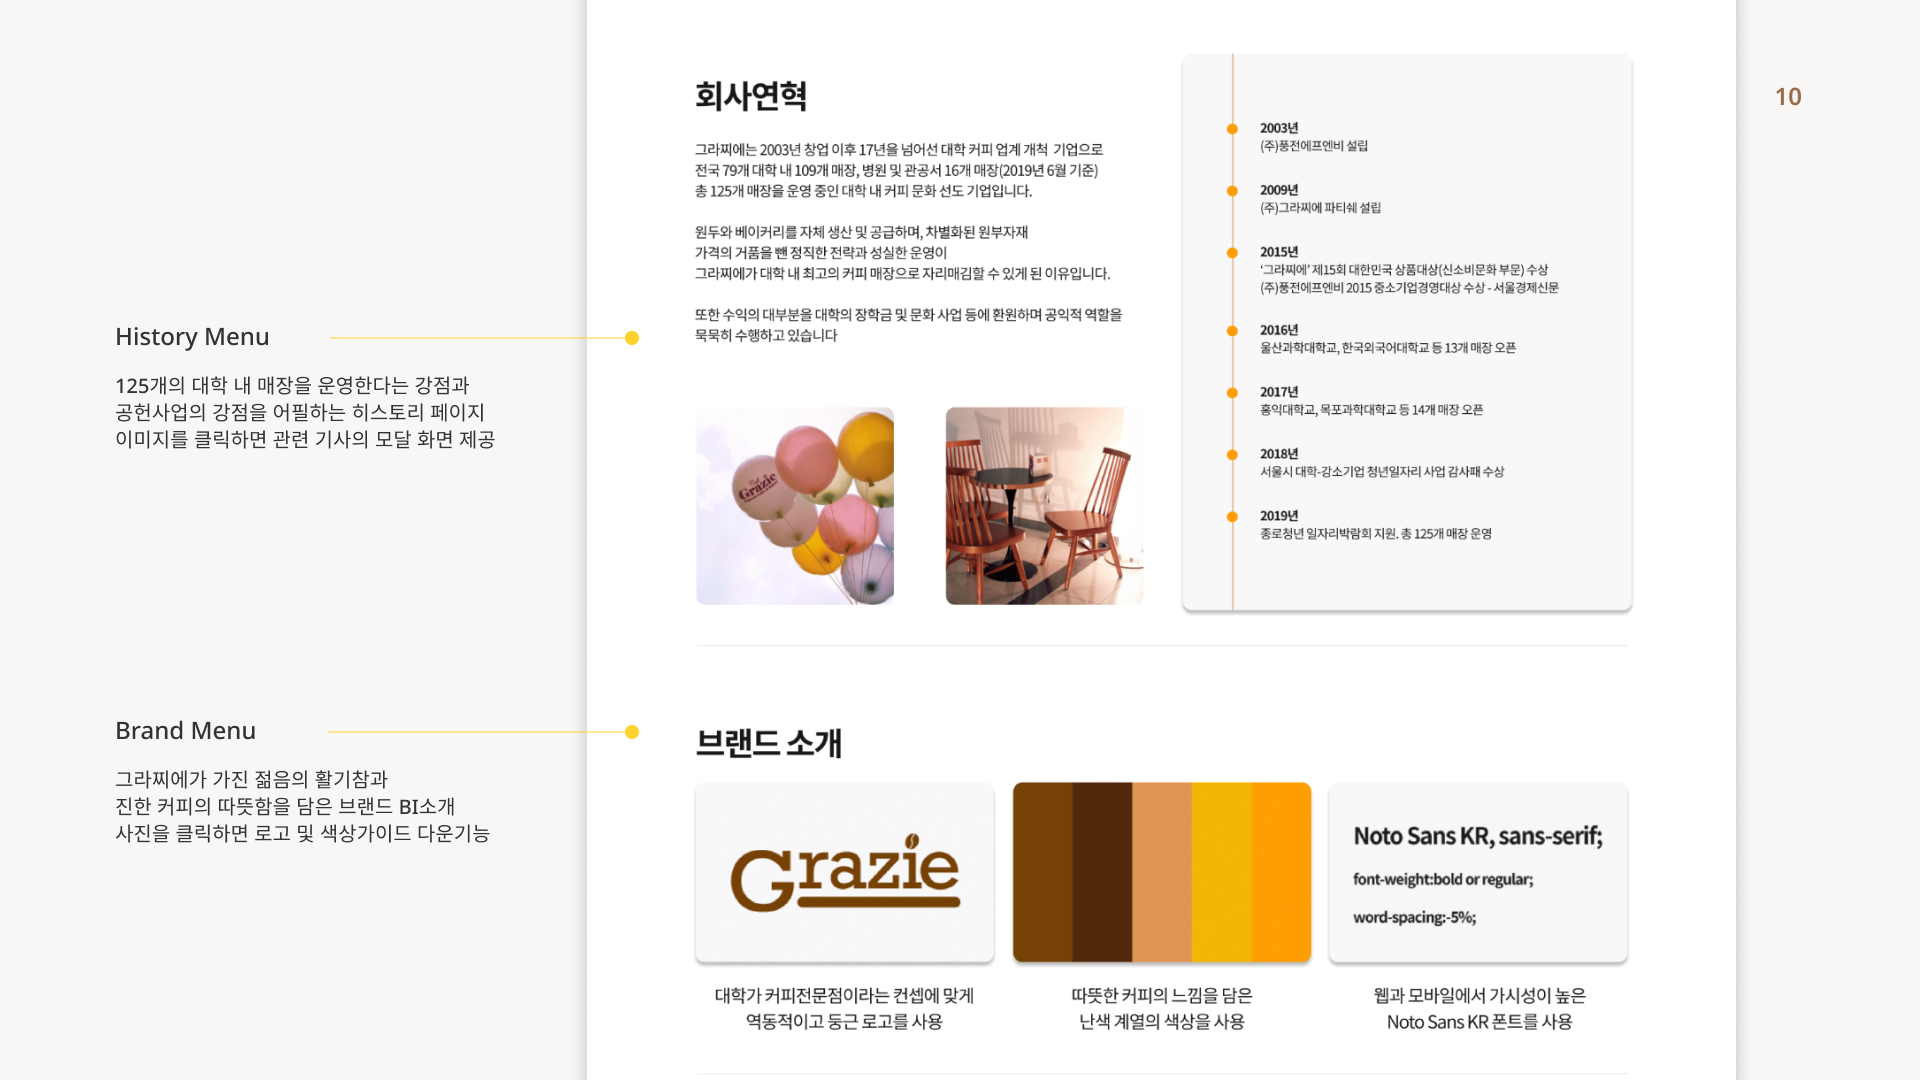 10
History Menu
125개의 대학 내 매장을 운영한다는 강점과
공헌사업의 강점을 어필하는 히스토리 페이지
이미지를 클릭하면 관련 기사의 모달 화면 제공
회사연혁
그라찌에는 2003년 창업 이후 17년을 넘어선 대학 커피 업계 개척 기업으로
전국 79개 대학 내 109개 매장, 병원 및 관공서 16개 매장(2019년 6월 기준)
총 125개 매장을 운영 중인 대학 내 커피 문화 선도 기업입니다.
원두와 베이커리를 자체 생산 및 공급하며, 차별화된 원부자재
가격의 거품을 뺀 정직한 전략과 성실한 운영이
그라찌에가 대학 내 최고의 커피 매장으로 자리매김할 수 있게 된 이유입니다.
또한 수익의 대부분을 대학의 장학금 및 문화 사업 등에 환원하며 공익적 역할을
묵묵히 수행하고 있습니다
Grazie
2003년
(주)풍전에프엔비 설립
2009년
(주)그라찌에 파티쉐 설립
2015년
‘그라찌에’ 제15회 대한민국 상품대상(신소비문화 부문) 수상
(주)풍전에프엔비 2015 중소기업경영대상 수상 - 서울경제신문
2016년
울산과학대학교, 한국외국어대학교 등 13개 매장 오픈
2017년
홍익대학교, 목포과학대학교 등 14개 매장 오픈
2018년
서울시 대학-강소기업 청년일자리 사업 감사패 수상
2019년
종로청년 일자리박람회 지원. 총 125개 매장 운영
Brand Menu
그라찌에가 가진 젊음의 활기참과
진한 커피의 따뜻함을 담은 브랜드 BI소개
사진을 클릭하면 로고 및 색상가이드 다운기능
브랜드 소개
Grazie
대학가 커피전문점이라는 컨셉에 맞게
역동적이고 둥근 로고를 사용
따뜻한 커피의 느낌을 담은
난색 계열의 색상을 사용
Noto Sans KR, sans-serif;
font-weight:bold or regular;
word-spacing:-5%;
웹과 모바일에서 가시성이 높은
Noto Sans KR 폰트를 사용